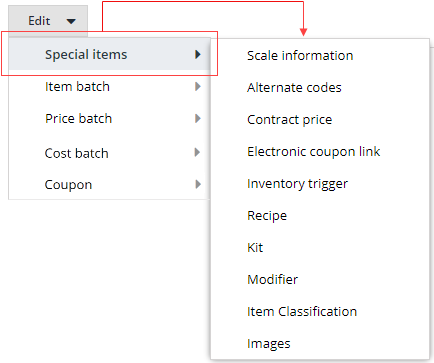 Edit
Special items
Item batch
Price batch
Cost batch
Coupon
Scale information
Alternate codes
Contract price
Electronic coupon link
Inventory trigger
Recipe
Kit
Modifier
Item Classification
Images